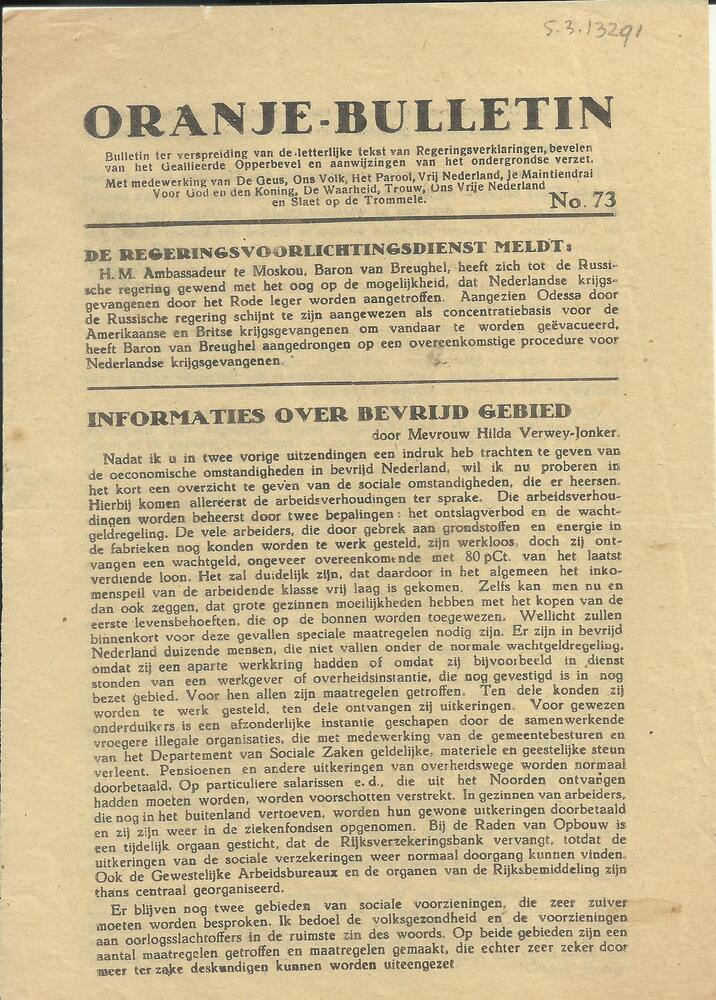 S.3.13291
ORANJE-BULLETIN
Bulletin ter verspreiding van de letterlijke tekst van Regeringsverklaringen, bevelen
van het Geallieerde Opperbevel en aanwijzingen van het ondergrondse verzet.
Met medewerking van De Geus, Ons Volk, Het Parool, Vrij Nederland, Je Maintiendrai
Voor God en den Koning, De Waarheid, Trouw, Ons Vrije Nederland
en Slaet op de Trommele.
No. 73
DE REGERINGSVOORLICHTINGSDIENST MELDT:
H. M. Ambassadeur te Moskou, Baron van Breughel, heeft zich tot de Russi-
sche regering gewend met het oog op de mogelijkheid, dat Nederlandse krijgs-
gevangenen door het Rode leger worden aangetroffen. Aangezien Odessa door
de Russische regering schijnt te zijn aangewezen als concentratiebasis voor de
Amerikaanse en Britse krijgsgevangenen om vandaar te worden geëvacueerd,
heeft Baron van Breughel aangedrongen op een overeenkomstige procedure voor
Nederlandse krijgsgevangenen.
INFORMATIES OVER BEVRIJD GEBIED
door Mevrouw Hilda Verwey-Jonker.
Nadat ik u in twee vorige uitzendingen een indruk heb trachten te geven van
de oeconomische omstandigheden in bevrijd Nederland, wil ik nu proberen in
het kort een overzicht te geven van de sociale omstandigheden, die er heersen.
Hierbij komen allereerst de arbeidsverhoudingen ter sprake. Die arbeidsverhou-
dingen worden beheerst door twee bepalingen: het ontslagverbod en de wacht-
geldregeling. De vele arbeiders, die door gebrek aan grondstoffen en energie in
de fabrieken nog konden worden te werk gesteld, zijn werkloos, doch zij ont-
vangen een wachtgeld, ongeveer overeenkomende met 80 pCt. van het laatst
verdiende loon. Het zal duidelijk zijn, dat daardoor in het algemeen het inko-
menspeil van de arbeidende klasse vrij laag is gekomen. Zelfs kan men nu en
dan ook zeggen, dat grote gezinnen moeilijkheden hebben met het kopen van de
eerste levensbehoeften, die op de bonnen worden toegewezen. Wellicht zullen
binnenkort voor deze gevallen speciale maatregelen nodig zijn. Er zijn in bevrijd
Nederland duizende mensen, die niet vallen onder de normale wachtgeldregeling,
omdat zij een aparte werkkring hadden of omdat zij bijvoorbeeld in dienst
stonden van een werkgever of overheidsinstantie, die nog gevestigd is in nog
bezet gebied. Voor hen allen zijn maatregelen getroffen. Ten dele konden zij
worden te werk gesteld, ten dele ontvangen zij uitkeringen. Voor gewezen
onderduikers is een afzonderlijke instantie geschapen door de samenwerkende
vroegere illegale organisaties, die met medewerking van de gemeentebesturen en
van het Departement van Sociale Zaken geldelijke, materiele en geestelijke steun
verleent. Pensioenen en andere uitkeringen van overheidswege worden normaal
doorbetaald. Op particuliere salarissen e. d., die uit het Noorden ontvangen
hadden moeten worden, worden voorschotten verstrekt. In gezinnen van arbeiders,
die nog in het buitenland vertoeven, worden hun gewone uitkeringen doorbetaald
en zij zijn weer in de ziekenfondsen opgenomen. Bij de Raden van Opbouw is
een tijdelijk orgaan gesticht, dat de Rijksverzekeringsbank vervangt, totdat de
uitkeringen van de sociale verzekeringen weer normaal doorgang kunnen vinden.
Ook de Gewestelijke Arbeidsbureaux en de organen van de Rijksbemiddeling zijn
thans centraal georganiseerd.
Er blijven nog twee gebieden van sociale voorzieningen, die zeer zuiver
moeten worden besproken. Ik bedoel de volksgezondheid en de voorzieningen
aan oorlogsslachtoffers in de ruimste zin des woords. Op beide gebieden zijn een
aantal maatregelen getroffen en maatregelen gemaakt, die echter zeer zeker door
meer ter zake deskundigen kunnen worden uiteengezet